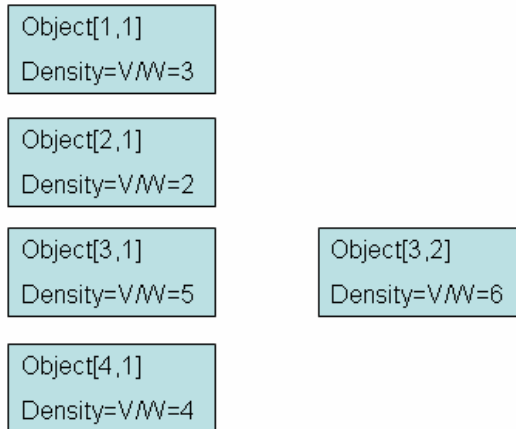 Object[1,1]
Density=V/W=3
Object[2,1]
Density=V/W=2
Object[3,1]
Density=V/W=5
Object[3,2]
Density=V/W=6
Object[4,1]
Density=V/W=4